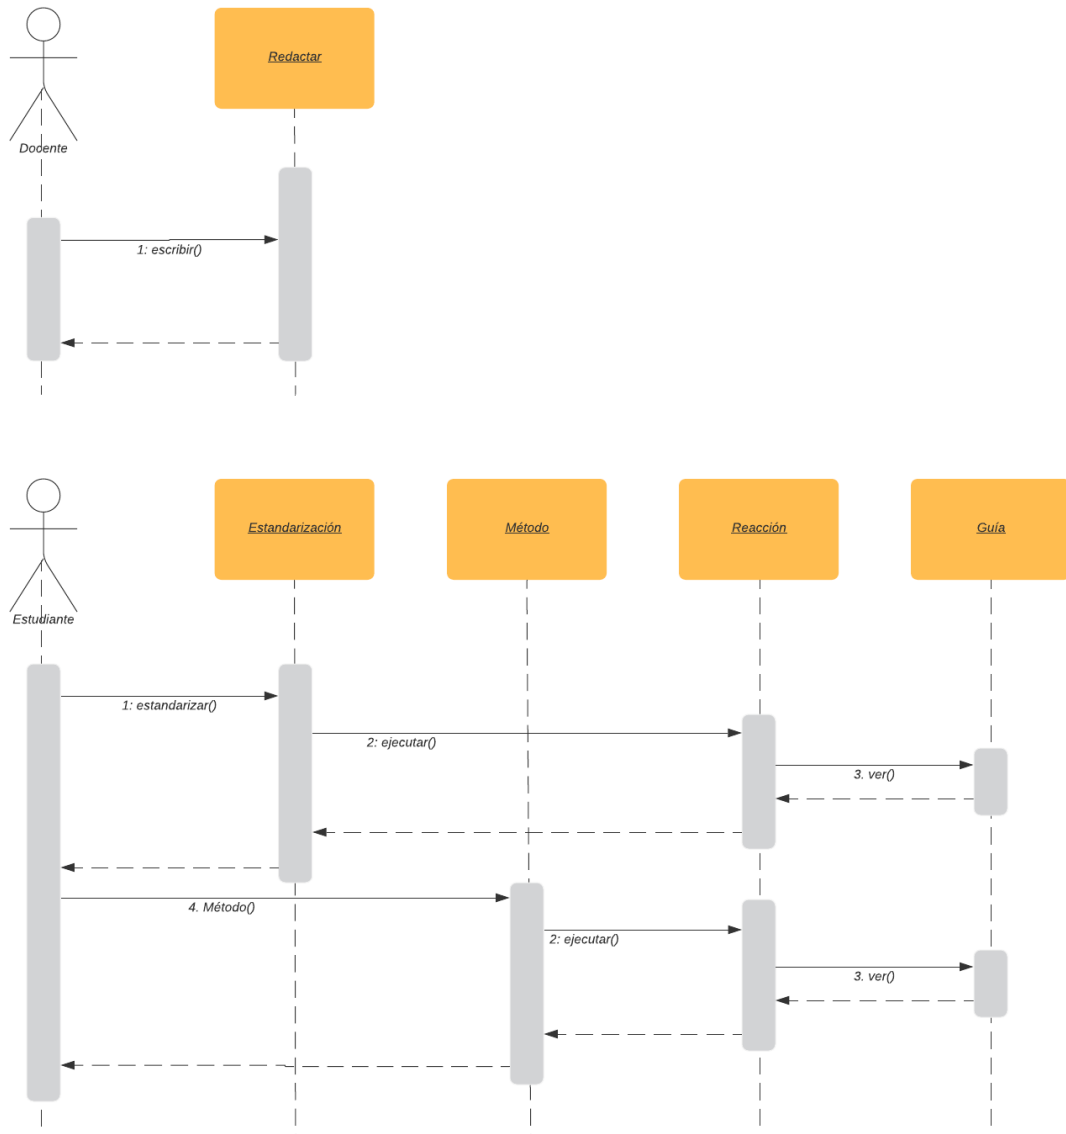 Redactar
Docente
1: escribir()
Estandarización
Método
Reacción
Guía
Estudiante
1: estandarizar()
2: ejecutar()
3. ver()
4. Método()
2: ejecutar()
3. ver()